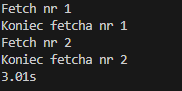 Fetch nr 1
Koniec fetcha nr 1
Fetch nr 2
Koniec fetcha nr 2
3.01s